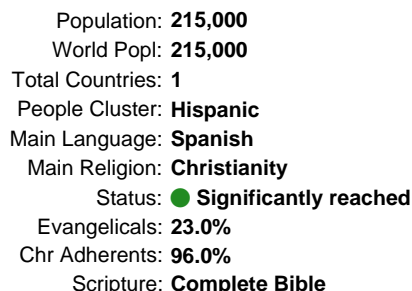 Population: 215,000
World Popl: 215,000
Total Countries: 1
People Cluster: Hispanic
Main Language: Spanish
Main Religion: Christianity
Status: Significantly reached
Evangelicals: 23.0%
Chr Adherents: 96.0%
Scripture: Complete Bible